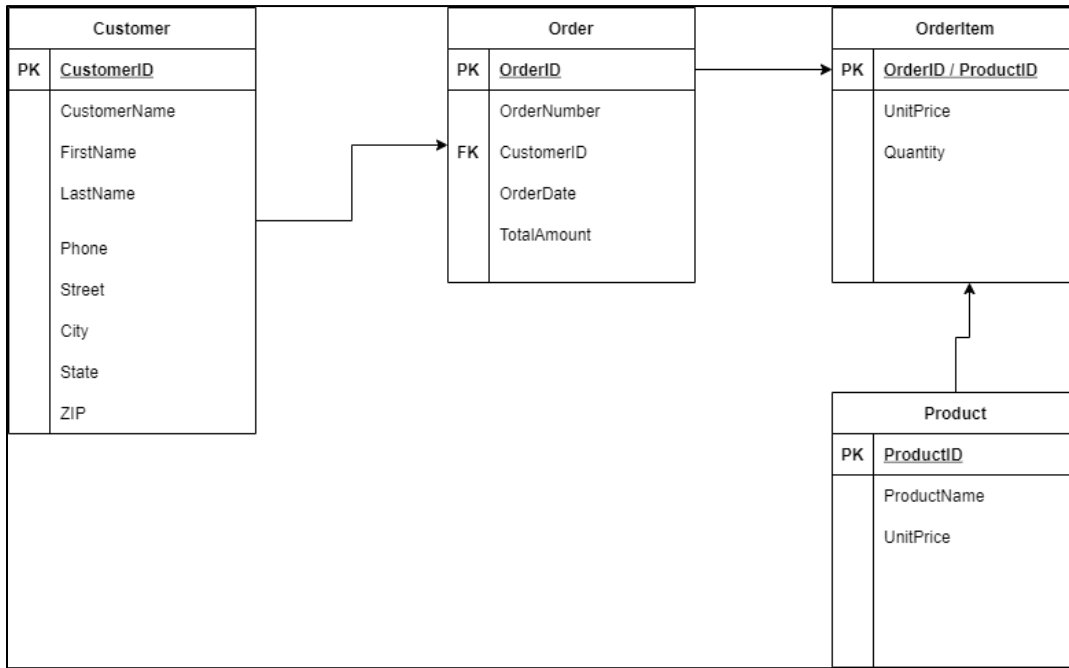 Customer
PK CustomerID
CustomerName
FirstName
LastName
Phone
Street
City
State
ZIP
Order
PK OrderID
OrderNumber
FK CustomerID
OrderDate
TotalAmount
OrderItem
PK OrderID / ProductID
UnitPrice
Quantity
Product
PK ProductID
ProductName
UnitPrice